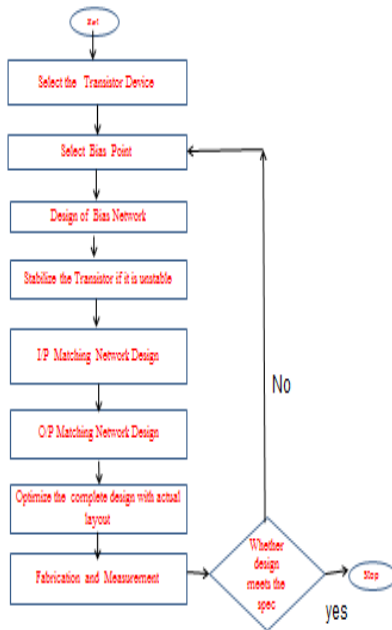 Start
Select the Transistor Device
Select Bias Point
Design of Bias Network
Stabilize the Transistor if it is unstable
I/P Matching Network Design
O/P Matching Network Design
Optimize the complete design with actual
layout
Fabrication and Measurement
Whether
design
meets the
spec
No
yes
Stop